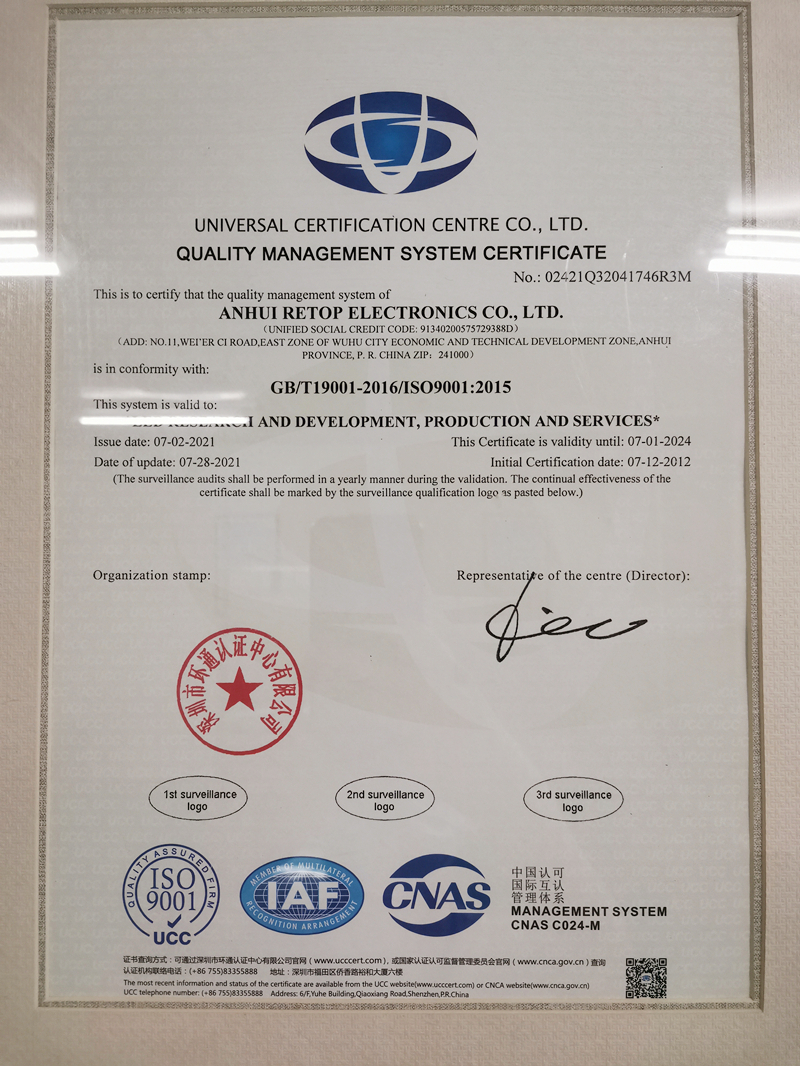 UNIVERSAL CERTIFICATION CENTRE CO., LTD.
QUALITY MANAGEMENT SYSTEM CERTIFICATE
No.: 02421Q32041746R3M
This is to certify that the quality management system of
ANHUI RETOP ELECTRONICS CO., LTD.
(UNIFIED SOCIAL CREDIT CODE: 91340200575729388D)
(ADD: NO.11,WEI'ER CI ROAD,EAST ZONE OF WUHU CITY ECONOMIC AND TECHNICAL DEVELOPMENT ZONE,ANHUI
PROVINCE, P. R. CHINA ZIP: 241000)
is in conformity with:
GB/T19001-2016/ISO9001:2015
This system is valid to:
LED RESEARCH AND DEVELOPMENT, PRODUCTION AND SERVICES*
Issue date: 07-02-2021 This Certificate is validity until: 07-01-2024
Date of update: 07-28-2021 Initial Certification date: 07-12-2012
(The surveillance audits shall be performed in a yearly manner during the validation. The continual effectiveness of the
certificate shall be marked by the surveillance qualification logo as pasted below.)
Organization stamp: Representative of the centre (Director):
深圳市环通认证中心有限公司
1st surveillance logo
2nd surveillance logo
3rd surveillance logo
QUALITY ASSURED FIRM
ISO
9001
UCC
MEMBER OF MULTILATERAL
IAF
RECOGNITION ARRANGEMENT
CNAS
中国认可
国际互认
管理体系
MANAGEMENT SYSTEM
CNAS C024-M
证书查询方式：可通过深圳市环通认证中心有限公司官网（www.ucccert.com），或国家认证认可监督管理委员会官网（www.cnca.gov.cn）查询
认证机构联络电话：(+86 755)83355888 地址：深圳市福田区侨香路裕和大厦六楼
The most recent information and status of the certificate are available from the UCC website(www.ucccert.com) or CNCA website(www.cnca.gov.cn)
UCC telephone number: (+86 755)83355888 Address: 6/F,Yuhe Building,Qiaoxiang Road,Shenzhen,P.R.China